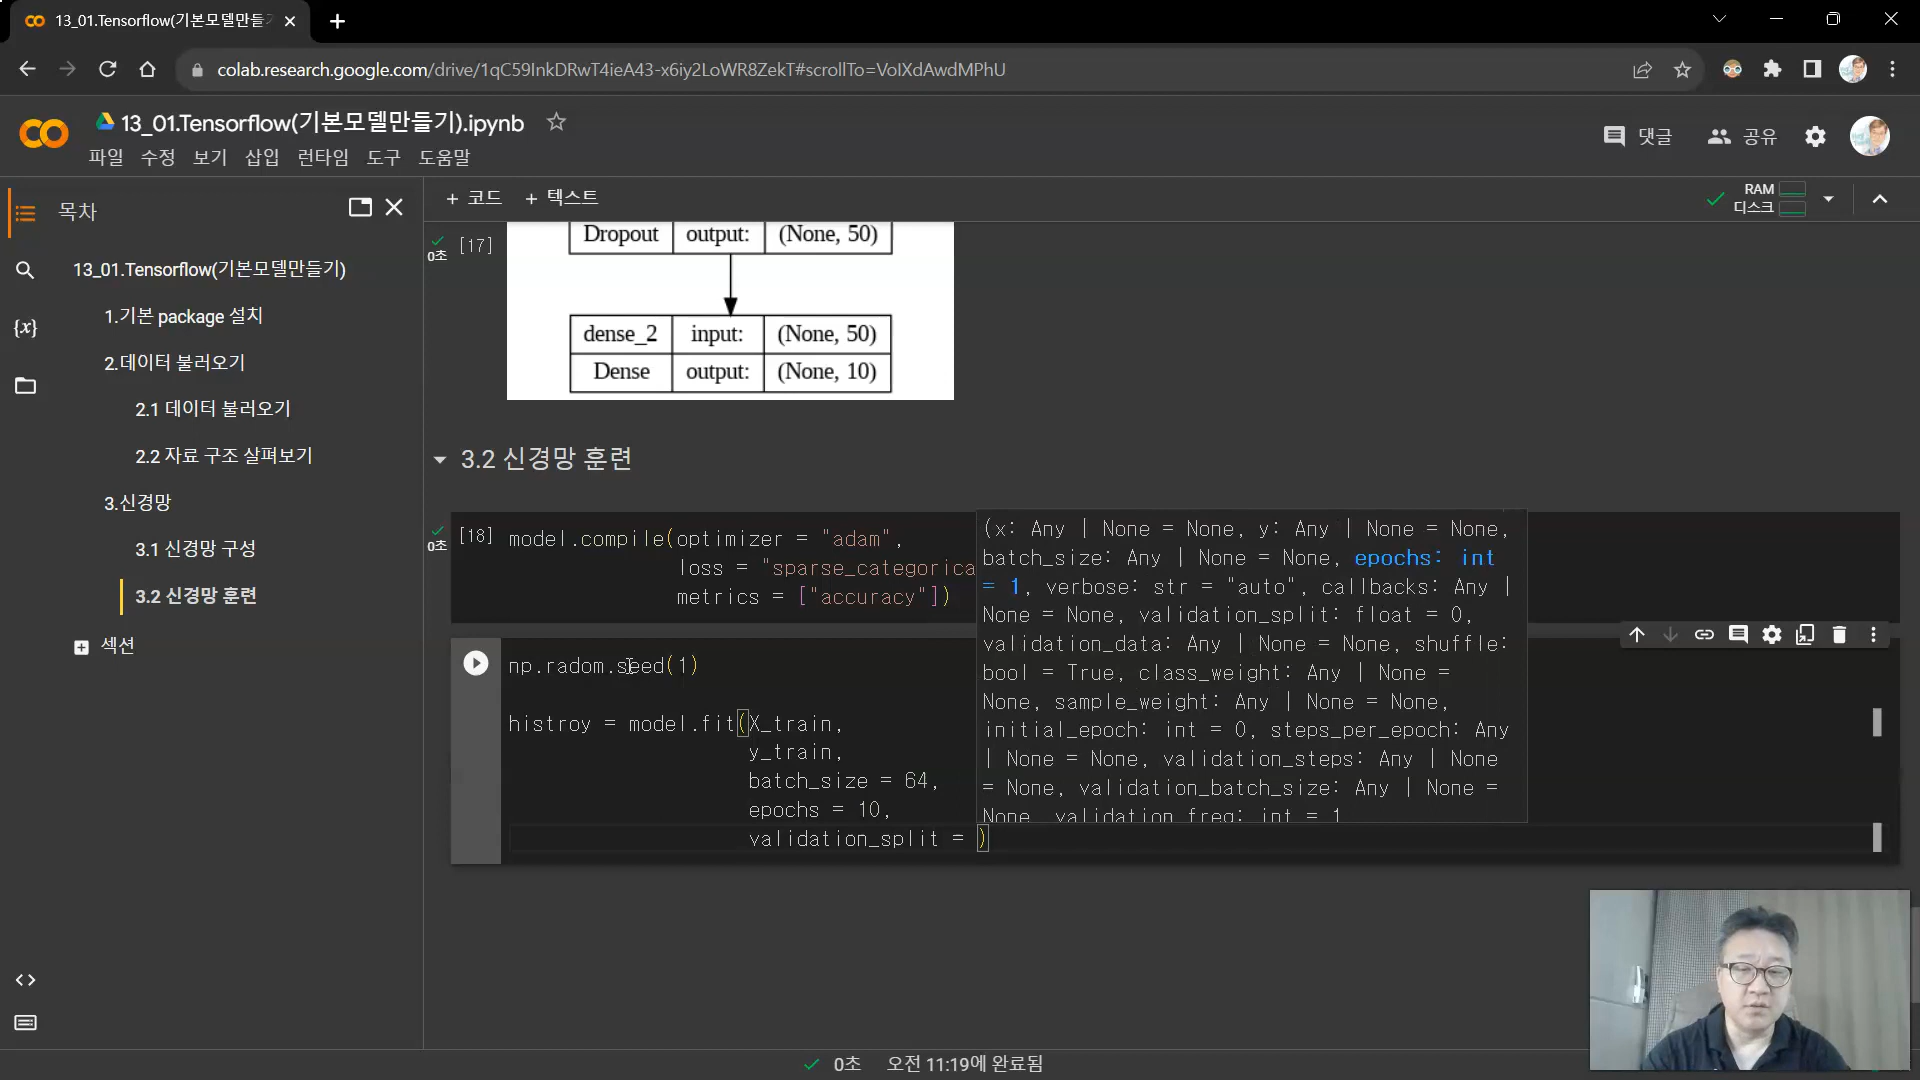 13_01.Tensorflow(기본모델만들기
colab.research.google.com/drive/1qC59InkDRwT4ieA43-x6iy2LoWR8ZekT#scrollTo=VoIXdAwdMPhU
13_01.Tensorflow(기본모델만들기).ipynb
파일 수정 보기 삽입 런타임 도구 도움말
댓글 공유
목차
+ 코드 + 텍스트
RAM
디스크
13_01.Tensorflow(기본모델만들기)
1.기본 package 설치
2.데이터 불러오기
2.1 데이터 불러오기
2.2 자료 구조 살펴보기
3.신경망
3.1 신경망 구성
3.2 신경망 훈련
섹션
0초 [17]
Dropout output: (None, 50)
dense_2 input: (None, 50)
Dense output: (None, 10)
3.2 신경망 훈련
0초 [18] model.compile(optimizer = "adam",
loss = "sparse_categorica
metrics = ["accuracy"])
(x: Any | None = None, y: Any | None = None,
batch_size: Any | None = None, epochs: int
= 1, verbose: str = "auto", callbacks: Any |
None = None, validation_split: float = 0,
validation_data: Any | None = None, shuffle:
bool = True, class_weight: Any | None =
None, sample_weight: Any | None = None,
initial_epoch: int = 0, steps_per_epoch: Any
| None = None, validation_steps: Any | None
= None, validation_batch_size: Any | None =
None, validation_freq: int = 1
np.radom.seed(1)
histroy = model.fit(X_train,
y_train,
batch_size = 64,
epochs = 10,
validation_split = )
0초 오전 11:19에 완료됨